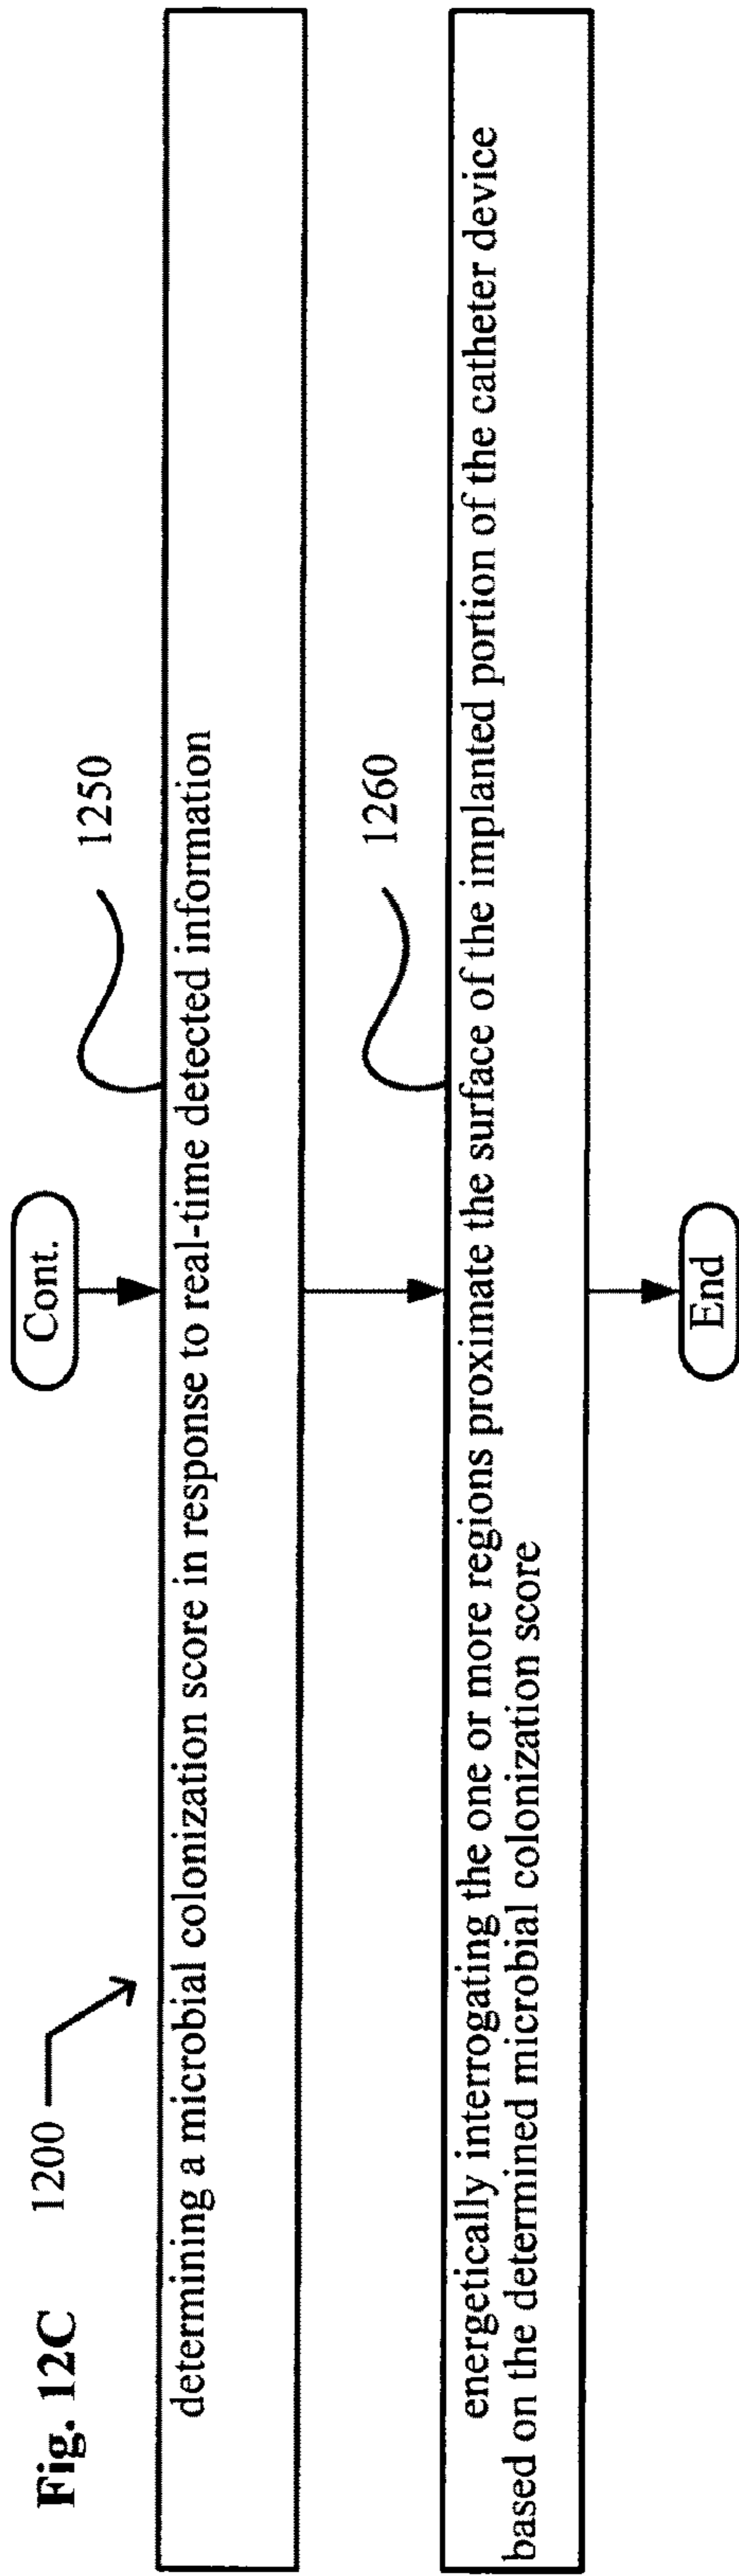 Fig. 12C
1200
Cont.
1250
determining a microbial colonization score in response to real-time detected information
1260
energetically interrogating the one or more regions proximate the surface of the implanted portion of the catheter device
based on the determined microbial colonization score
End